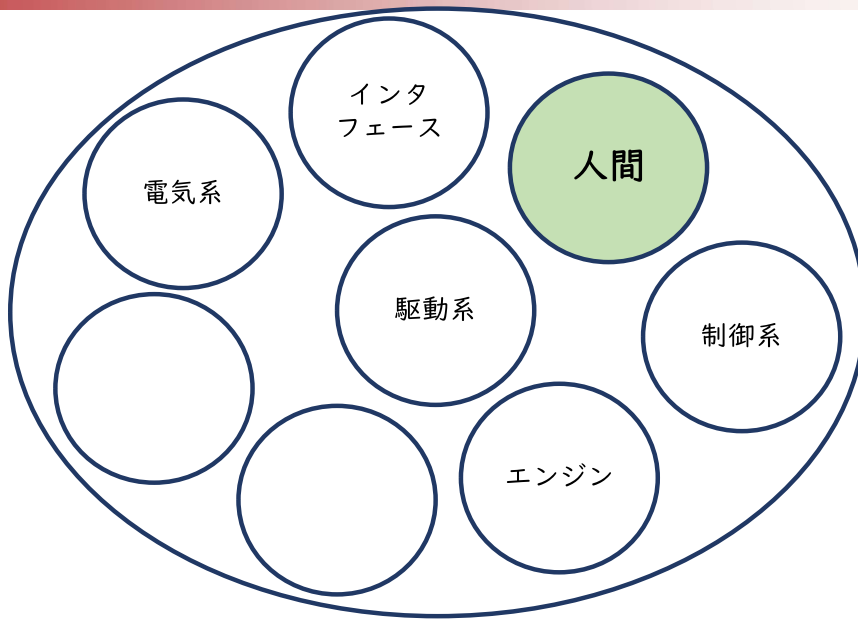 インタ
フェース
人間
電気系
駆動系
制御系
エンジン